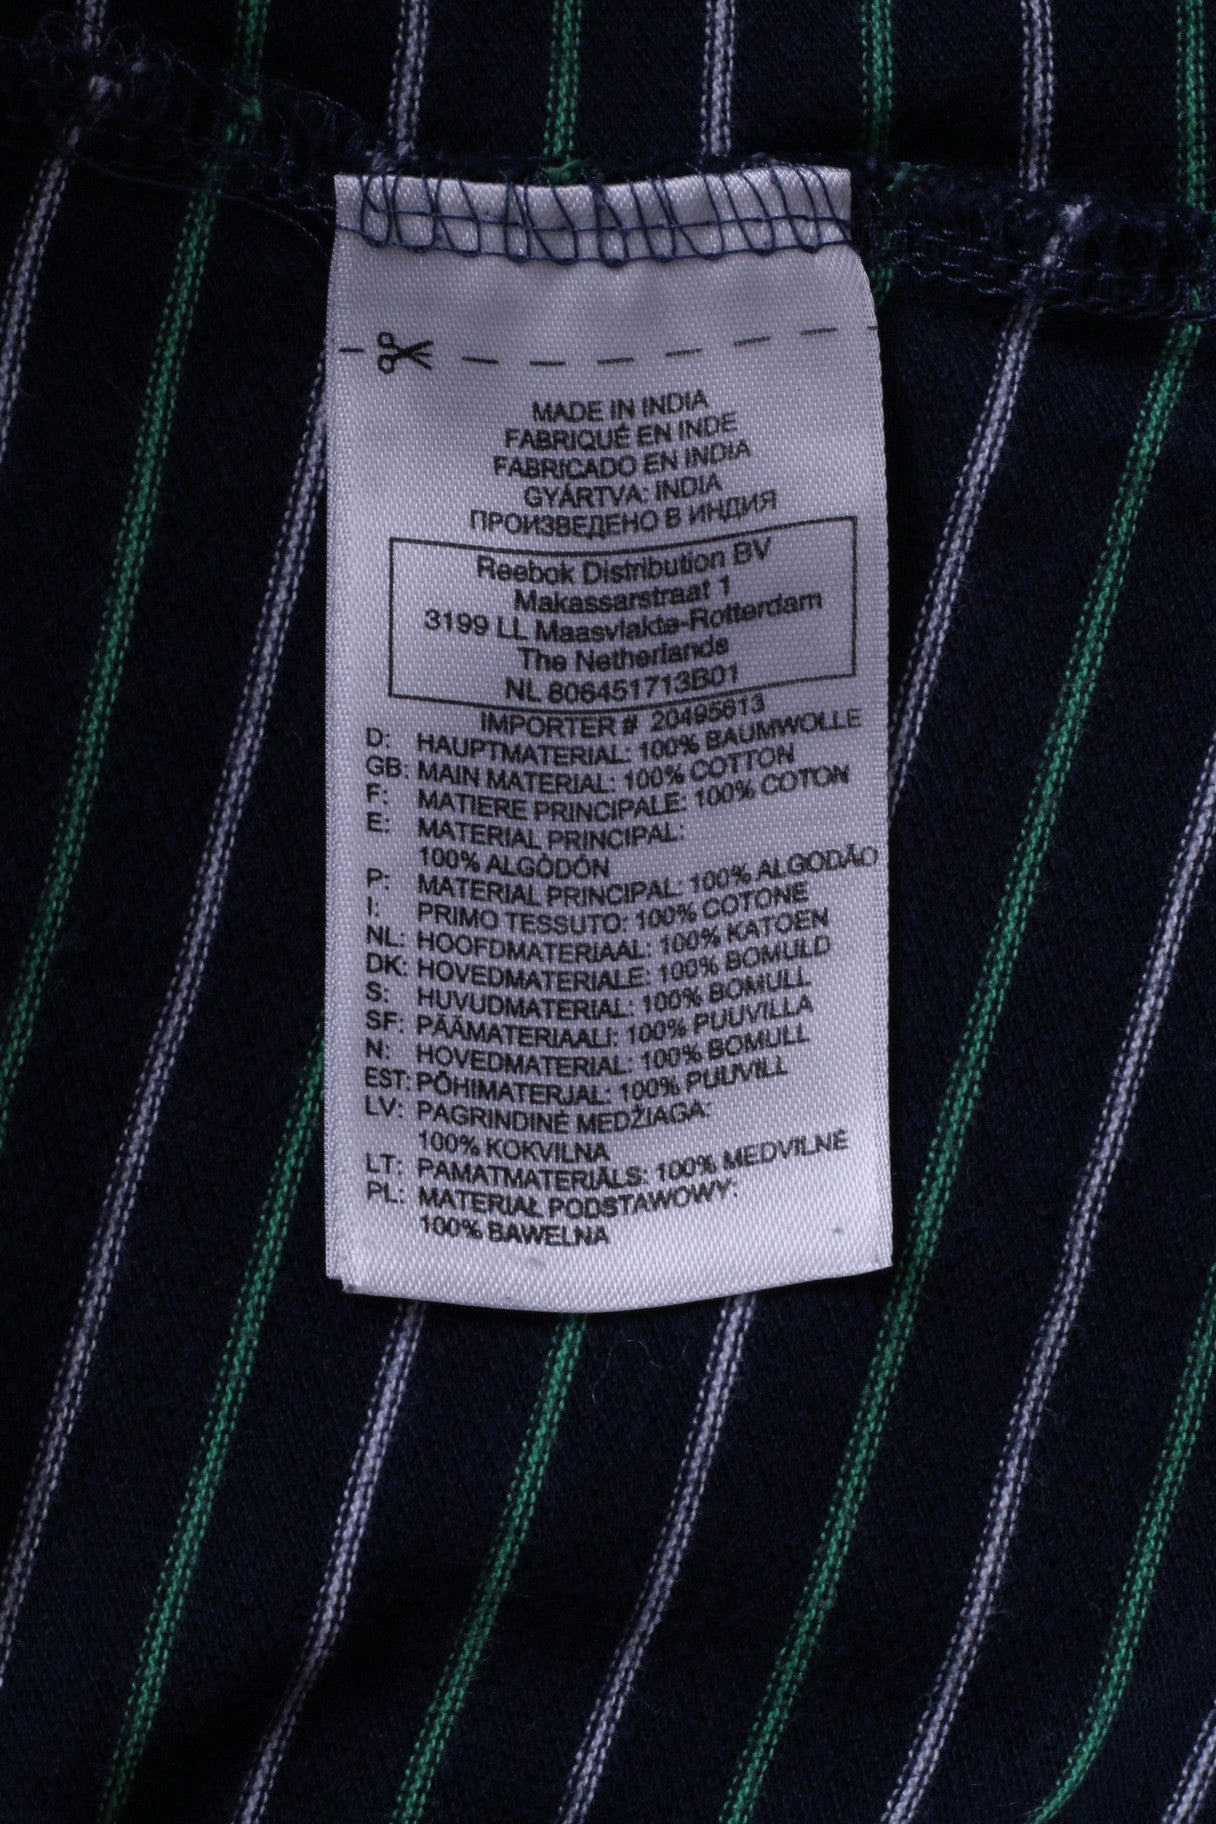 MADE IN INDIA
FABRIQUÉ EN INDE
FABRICADO EN INDIA
GYÁRTVA: INDIA
ПРОИЗВЕДЕНО В ИНДИЯ
Reebok Distribution BV
Makassarstraat 1
3199 LL Maasvlakte-Rotterdam
The Netherlands
NL 806451713B01
IMPORTER # 20495613
D: HAUPTMATERIAL: 100% BAUMWOLLE
GB: MAIN MATERIAL: 100% COTTON
F: MATIERE PRINCIPALE: 100% COTON
E: MATERIAL PRINCIPAL:
100% ALGÒDÓN
P: MATERIAL PRINCIPAL: 100% ALGODÃO
I: PRIMO TESSUTO: 100% COTONE
NL: HOOFDMATERIAAL: 100% KATOEN
DK: HOVEDMATERIALE: 100% BOMULD
S: HUVUDMATERIAL: 100% BOMULL
SF: PÄÄMATERIAALI: 100% PUUVILLA
N: HOVEDMATERIAL: 100% BOMULL
EST: PÕHIMATERJAL: 100% PUUVILL
LV: PAGRINDINĖ MEDŽIAGA:
100% KOKVILNA
LT: PAMATMATERIĀLS: 100% MEDVILNĖ
PL: MATERIAŁ PODSTAWOWY:
100% BAWEŁNA